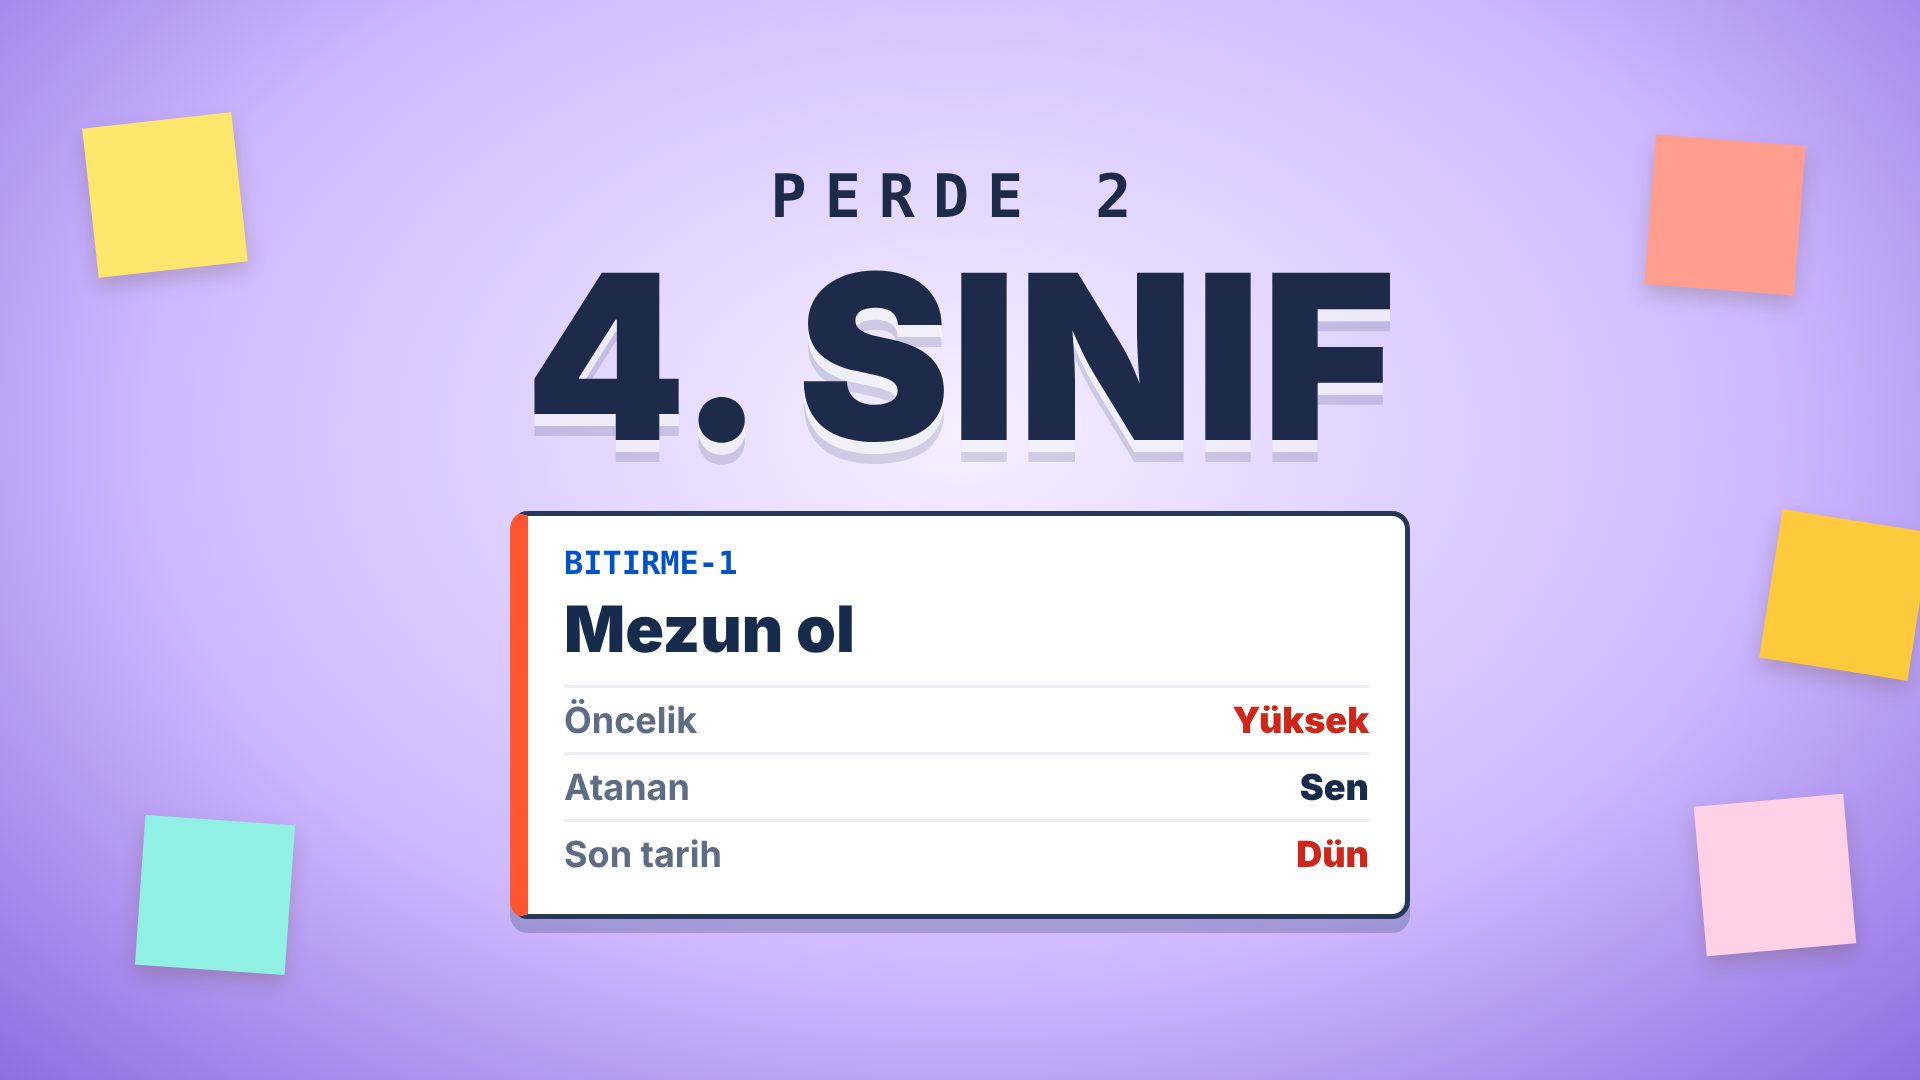 PERDE 2
4. SINIF
BITIRME-1
Mezun ol
Öncelik Yüksek
Atanan Sen
Son tarih Dün